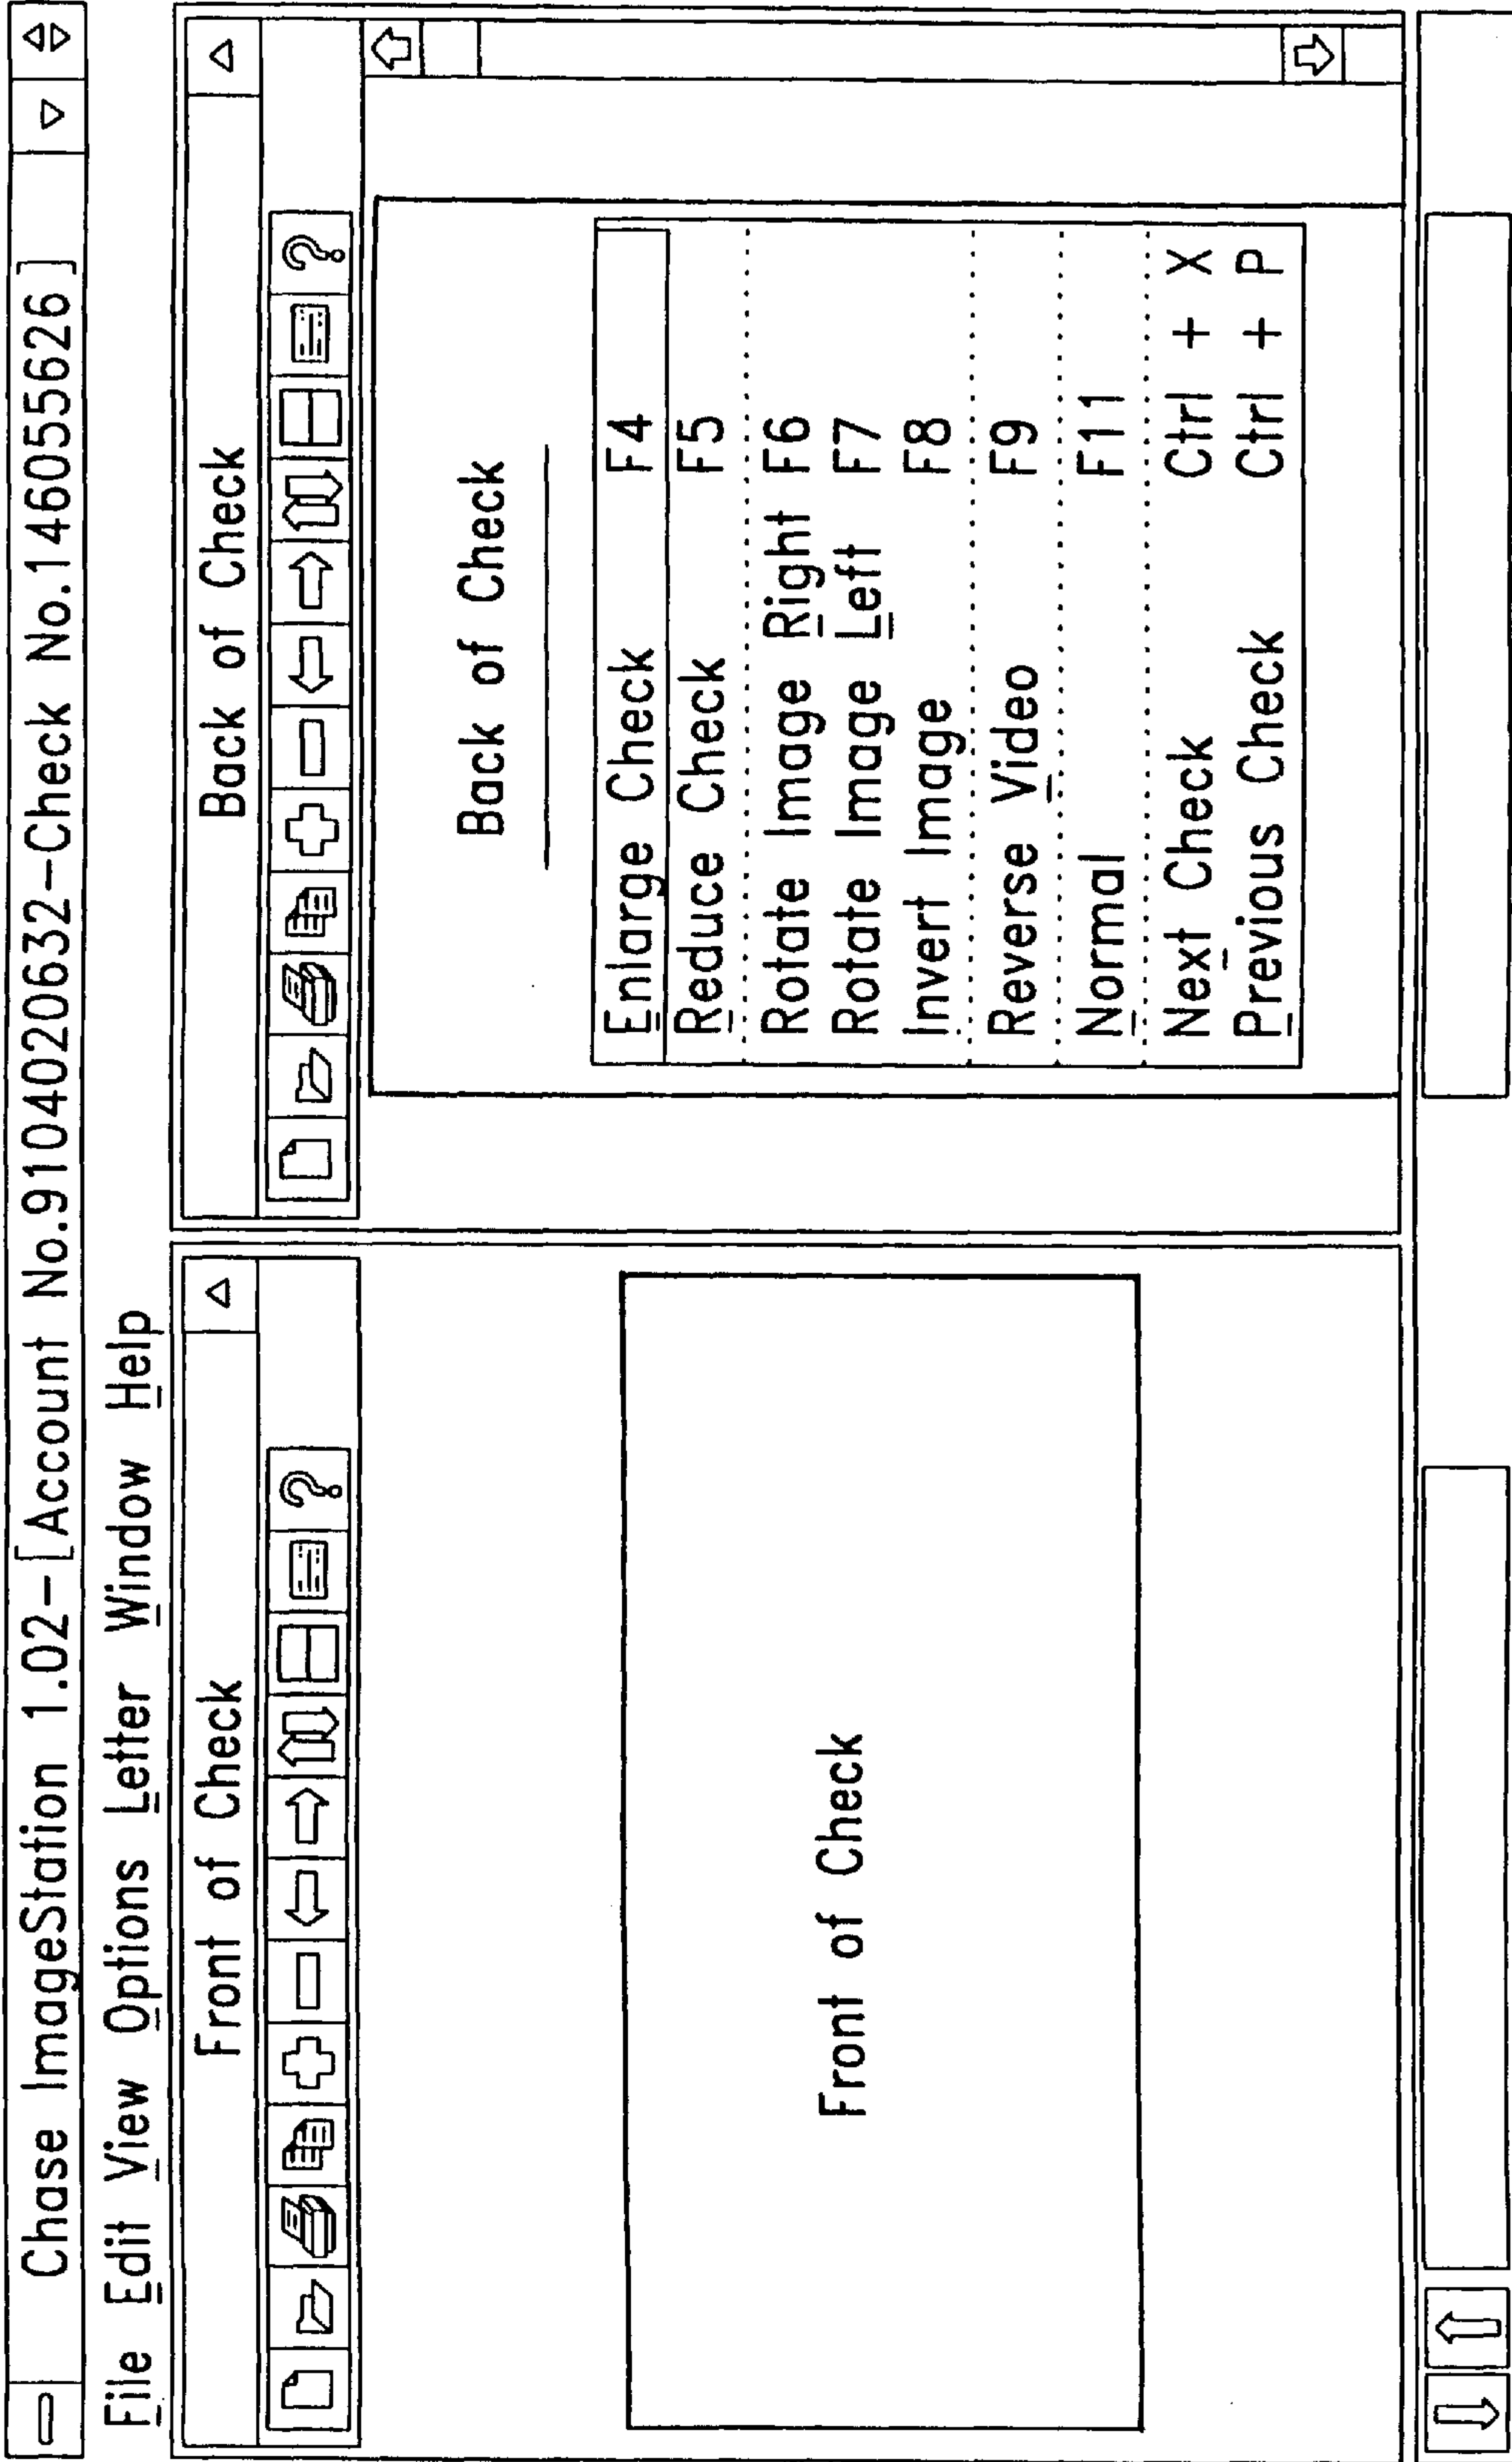 Chase ImageStation 1.02-[Account No.9104020632-Check No.146055626]
File Edit View Options Letter Window Help
Front of Check
?
Front of Check
Back of Check
?
Back of Check
Enlarge Check F4
Reduce Check F5
Rotate Image Right F6
Rotate Image Left F7
Invert Image F8
Reverse Video F9
Normal F11
Next Check Ctrl + X
Previous Check Ctrl + P